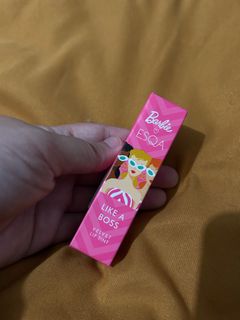 Barbie
ESQA
LIKE A
BOSS
VELVET
LIP TINT